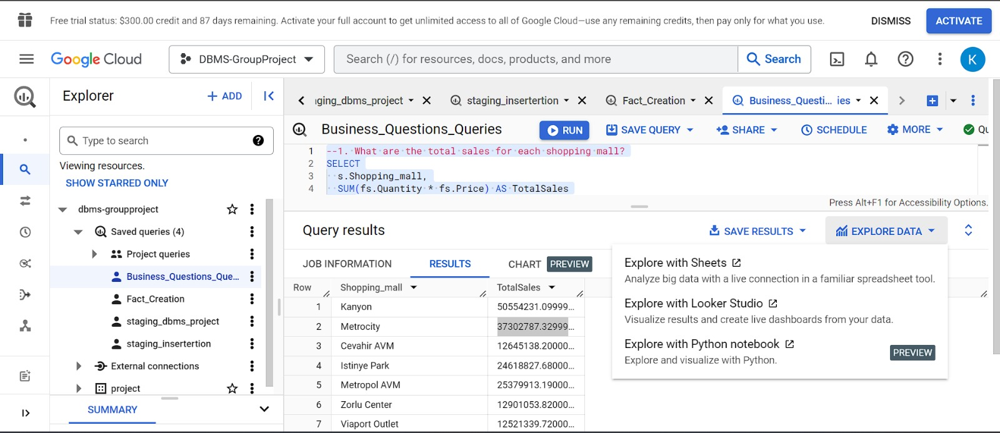 Free trial status: $300.00 credit and 87 days remaining. Activate your full account to get unlimited access to all of Google Cloud—use any remaining credits, then pay only for what you use.
DISMISS
ACTIVATE
Google Cloud
DBMS-GroupProject
Search (/) for resources, docs, products, and more
Search
K
Explorer
+ ADD
Type to search
Viewing resources.
SHOW STARRED ONLY
dbms-groupproject
Saved queries (4)
Project queries
Business_Questions_Que...
Fact_Creation
staging_dbms_project
staging_insertertion
External connections
project
SUMMARY
ging_dbms_project
staging_insertertion
Fact_Creation
Business_Questi... ies
Business_Questions_Queries
RUN
SAVE QUERY
SHARE
SCHEDULE
MORE
Qu
1 --1. What are the total sales for each shopping mall?
2 SELECT
3 s.Shopping_mall,
4 SUM(fs.Quantity * fs.Price) AS TotalSales
Press Alt+F1 for Accessibility Options.
Query results
SAVE RESULTS
EXPLORE DATA
JOB INFORMATION
RESULTS
CHART PREVIEW
Row Shopping_mall TotalSales
1 Kanyon 50554231.09999...
2 Metrocity 37302787.32999...
3 Cevahir AVM 12645138.20000...
4 Istinye Park 24618827.68000...
5 Metropol AVM 25379913.19000...
6 Zorlu Center 12901053.82000...
7 Viaport Outlet 12521339.72000...
Explore with Sheets
Analyze big data with a live connection in a familiar spreadsheet tool.
Explore with Looker Studio
Visualize results and create live dashboards from your data.
Explore with Python notebook
Explore and visualize with Python.
PREVIEW